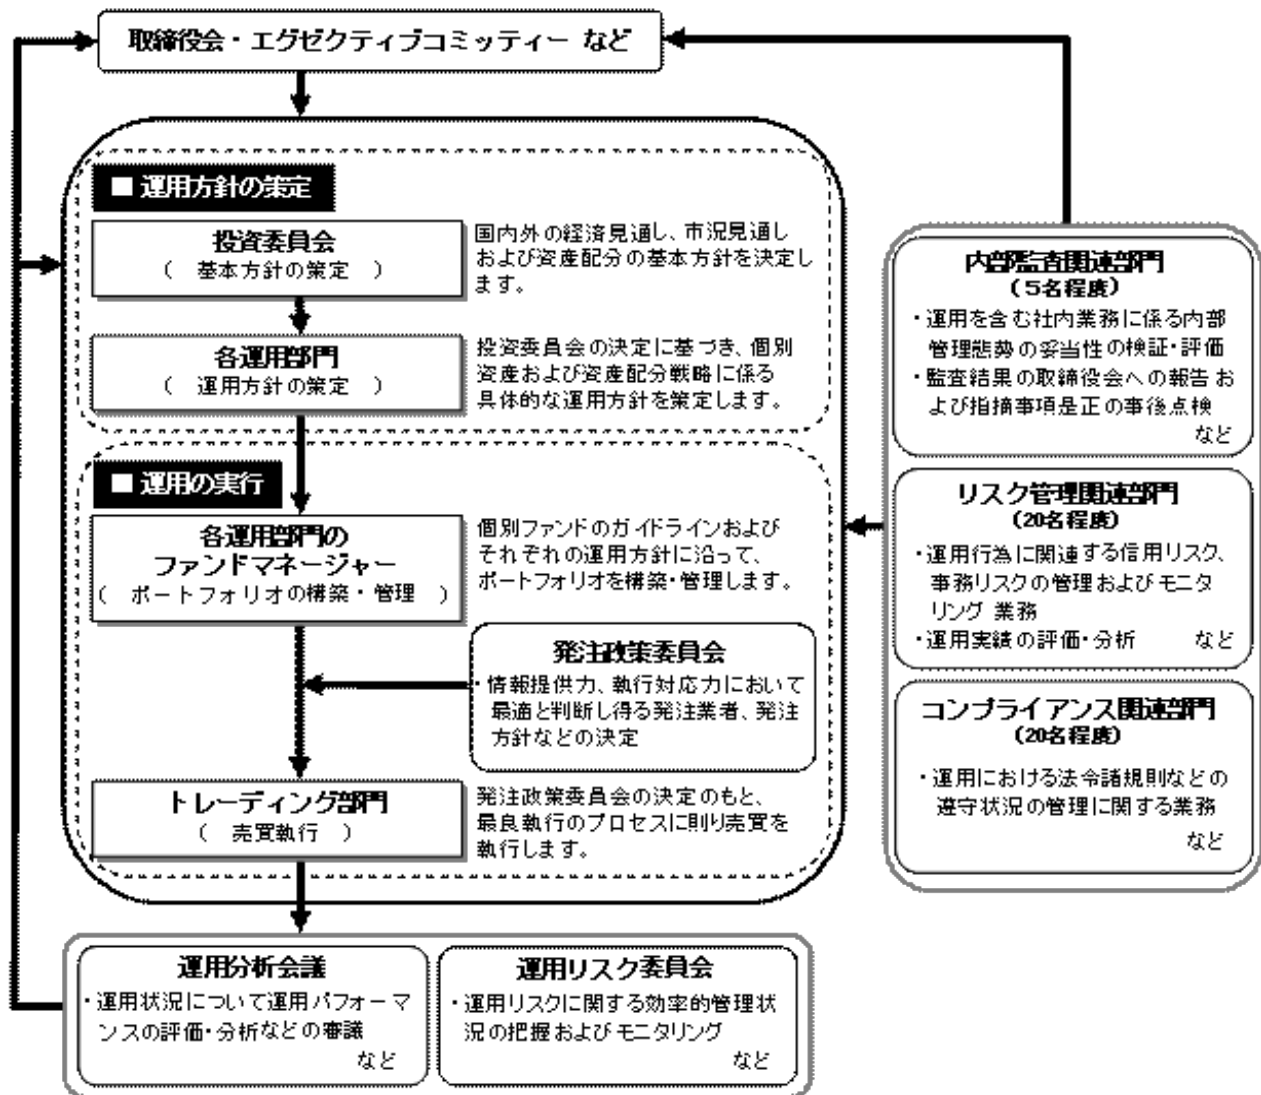 取締役会・エグゼクティブコミッティー など
■ 運用方針の策定
投資委員会
（ 基本方針の策定 ）
国内外の経済見通し、市況見通し
および資産配分の基本方針を決定し
ます。
各運用部門
（ 運用方針の策定 ）
投資委員会の決定に基づき、個別
資産および資産配分戦略に係る
具体的な運用方針を策定します。
■ 運用の実行
各運用部門の
ファンドマネージャー
（ ポートフォリオの構築・管理 ）
個別ファンドのガイドラインおよび
それぞれの運用方針に沿って、
ポートフォリオを構築・管理します。
発注政策委員会
・情報提供力、執行対応力において
最適と判断し得る発注業者、発注
方針などの決定
トレーディング部門
（ 売買執行 ）
発注政策委員会の決定のもと、
最良執行のプロセスに則り売買を
執行します。
運用分析会議
・運用状況について運用パフォーマ
ンスの評価・分析などの審議
など
運用リスク委員会
・運用リスクに関する効率的管理状
況の把握およびモニタリング
など
内部監査関連部門
（5名程度）
・運用を含む社内業務に係る内部
管理態勢の妥当性の検証・評価
・監査結果の取締役会への報告お
よび指摘事項是正の事後点検
など
リスク管理関連部門
（20名程度）
・運用行為に関連する信用リスク、
事務リスクの管理およびモニタ
リング 業務
・運用実績の評価・分析 など
コンプライアンス関連部門
（20名程度）
・運用における法令諸規則などの
遵守状況の管理に関する業務
など